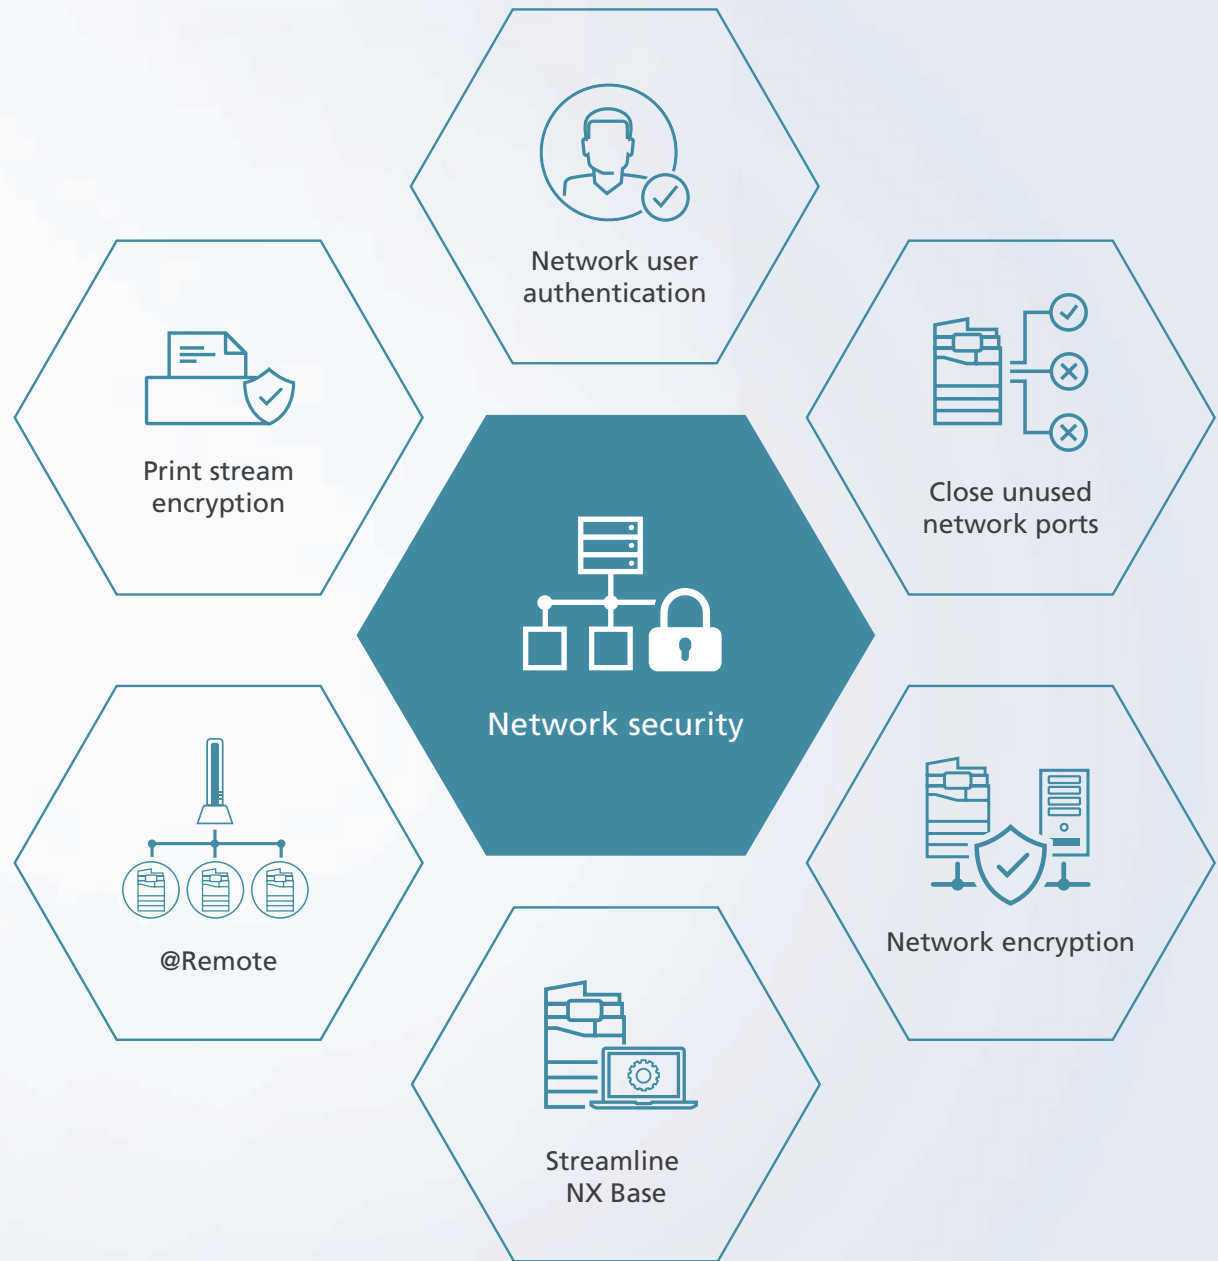 Network user
authentication
Print stream
encryption
Close unused
network ports
Network security
@Remote
Network encryption
Streamline
NX Base